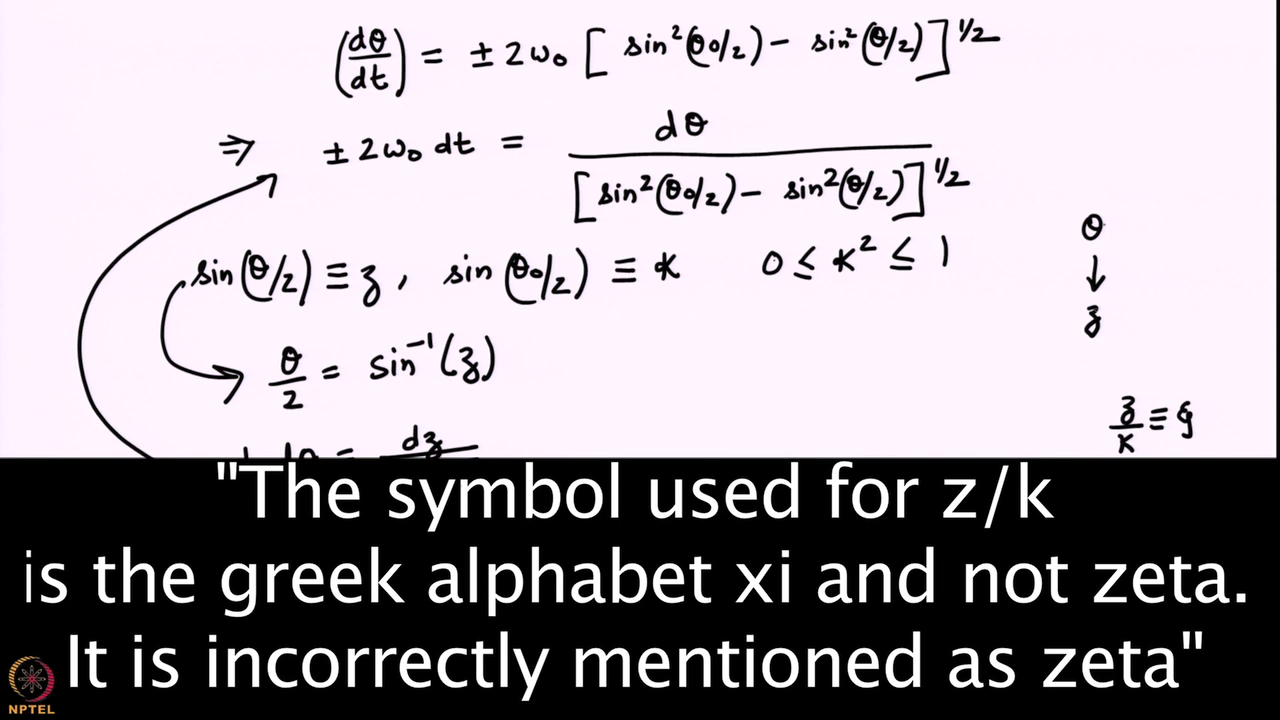 (dθ/dt) = ± 2ω₀ [ sin²(θ₀/2) − sin²(θ/2) ]^1/2
⇒ ± 2ω₀ dt = dθ / [ sin²(θ₀/2) − sin²(θ/2) ]^1/2
sin(θ/2) ≡ z , sin(θ₀/2) ≡ k 0 ≤ k² ≤ 1
θ
↓
z
θ/2 = sin⁻¹(z)
z/k ≡ ξ
= dz
"The symbol used for z/k
is the greek alphabet xi and not zeta.
It is incorrectly mentioned as zeta"
NPTEL